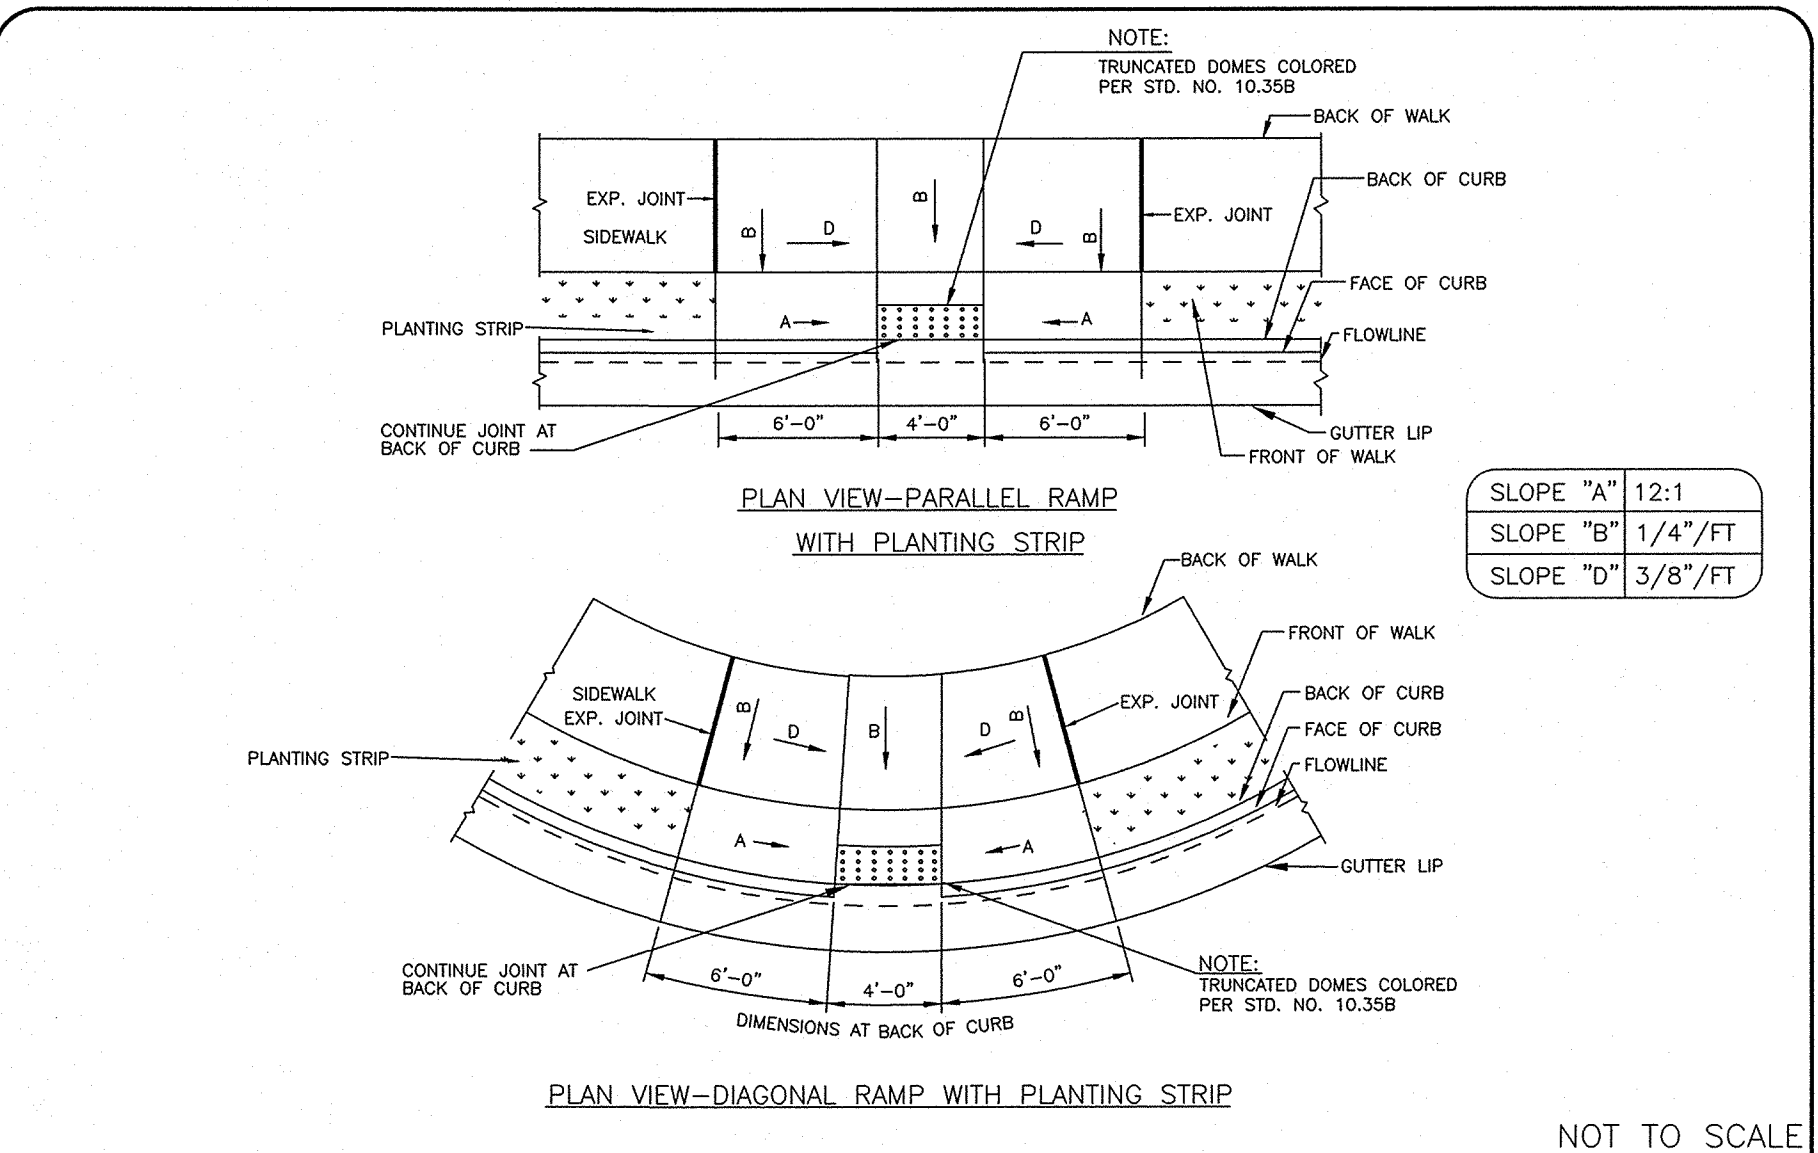 NOTE:
TRUNCATED DOMES COLORED
PER STD. NO. 10.35B
BACK OF WALK
BACK OF CURB
EXP. JOINT
SIDEWALK
B
D
B
D
B
EXP. JOINT
FACE OF CURB
PLANTING STRIP
A
A
FLOWLINE
CONTINUE JOINT AT
BACK OF CURB
6'-0"
4'-0"
6'-0"
GUTTER LIP
FRONT OF WALK
PLAN VIEW-PARALLEL RAMP
WITH PLANTING STRIP
SLOPE "A" 12:1
SLOPE "B" 1/4"/FT
SLOPE "D" 3/8"/FT
BACK OF WALK
FRONT OF WALK
SIDEWALK
EXP. JOINT
B
D
B
D
B
EXP. JOINT
BACK OF CURB
FACE OF CURB
FLOWLINE
PLANTING STRIP
A
A
GUTTER LIP
CONTINUE JOINT AT
BACK OF CURB
6'-0"
4'-0"
6'-0"
DIMENSIONS AT BACK OF CURB
NOTE:
TRUNCATED DOMES COLORED
PER STD. NO. 10.35B
PLAN VIEW-DIAGONAL RAMP WITH PLANTING STRIP
NOT TO SCALE